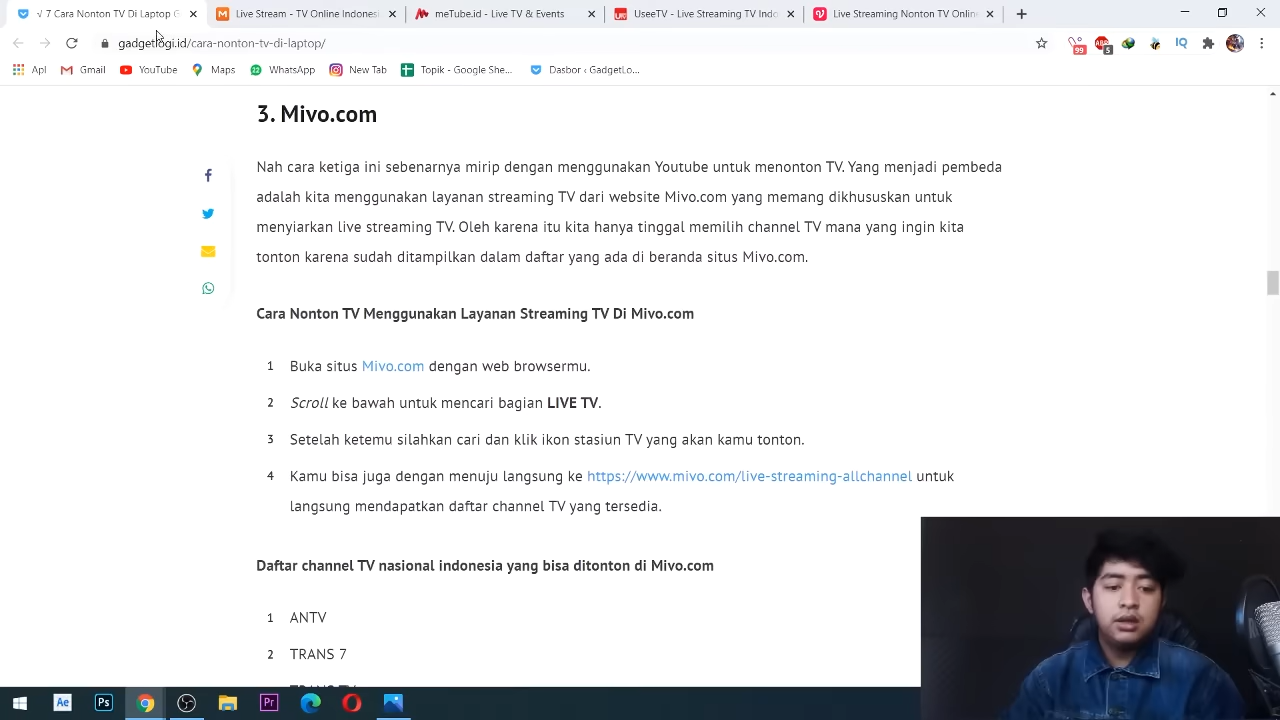 √ 7 Cara Nonton TV Di Laptop G
Live Stream - TV Online Indones
meTube.id - Live TV & Events
UseeTV - Live Streaming TV Indo
Live Streaming Nonton TV Onlin
gadgetlogi.id/cara-nonton-tv-di-laptop/
99
ABP
5
IQ
Apl
Gmail
YouTube
Maps
22
WhatsApp
New Tab
Topik - Google She...
Dasbor ‹ GadgetLo...
3. Mivo.com
Nah cara ketiga ini sebenarnya mirip dengan menggunakan Youtube untuk menonton TV. Yang menjadi pembeda
adalah kita menggunakan layanan streaming TV dari website Mivo.com yang memang dikhususkan untuk
menyiarkan live streaming TV. Oleh karena itu kita hanya tinggal memilih channel TV mana yang ingin kita
tonton karena sudah ditampilkan dalam daftar yang ada di beranda situs Mivo.com.
Cara Nonton TV Menggunakan Layanan Streaming TV Di Mivo.com
1 Buka situs Mivo.com dengan web browsermu.
2 Scroll ke bawah untuk mencari bagian LIVE TV.
3 Setelah ketemu silahkan cari dan klik ikon stasiun TV yang akan kamu tonton.
4 Kamu bisa juga dengan menuju langsung ke https://www.mivo.com/live-streaming-allchannel untuk
langsung mendapatkan daftar channel TV yang tersedia.
Daftar channel TV nasional indonesia yang bisa ditonton di Mivo.com
1 ANTV
2 TRANS 7
Ae
Ps
Pr